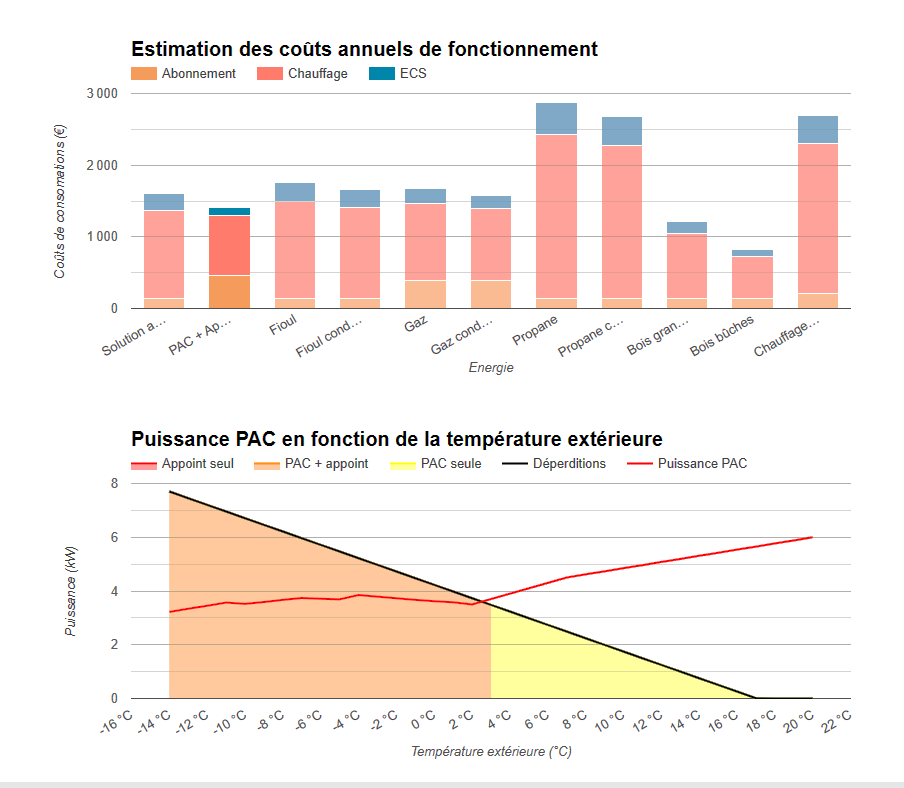 Estimation des coûts annuels de fonctionnement
Abonnement Chauffage ECS
Coûts de consomations (€)
3 000
2 000
1 000
0
Solution a… PAC + Ap… Fioul Fioul cond… Gaz Gaz cond… Propane Propane c… Bois gran… Bois bûches Chauffage…
Energie
Puissance PAC en fonction de la température extérieure
Appoint seul PAC + appoint PAC seule Déperditions Puissance PAC
Puissance (kW)
8
6
4
2
0
-16 °C -14 °C -12 °C -10 °C -8 °C -6 °C -4 °C -2 °C 0 °C 2 °C 4 °C 6 °C 8 °C 10 °C 12 °C 14 °C 16 °C 18 °C 20 °C 22 °C
Température extérieure (°C)